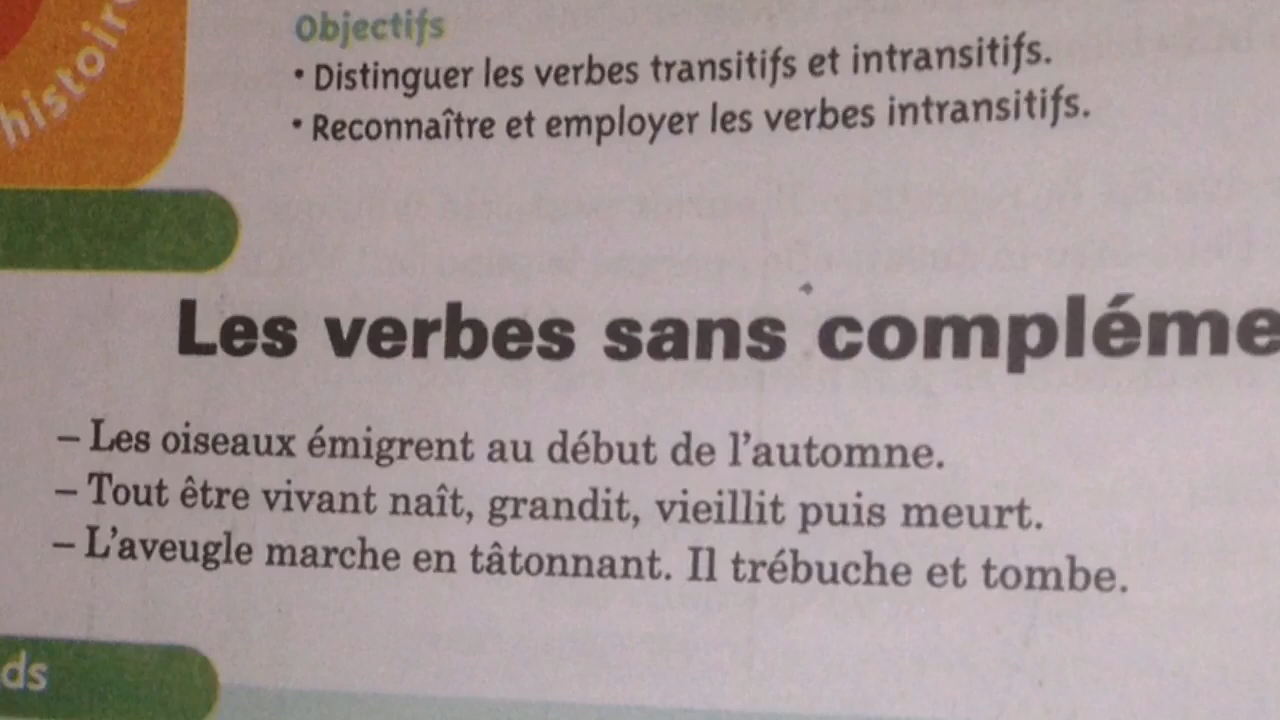 histoire
Objectifs
• Distinguer les verbes transitifs et intransitifs.
• Reconnaître et employer les verbes intransitifs.
Les verbes sans
– Les oiseaux émigrent au début de l'automne.
– Tout être vivant naît, grandit, vieillit puis meurt.
– L'aveugle marche en tâtonnant. Il trébuche et tombe.